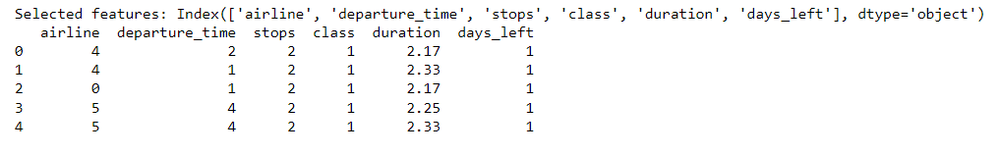 Selected features: Index(['airline', 'departure_time', 'stops', 'class', 'duration', 'days_left'], dtype='object')
   airline  departure_time  stops  class  duration  days_left
0        4               2      2      1      2.17          1
1        4               1      2      1      2.33          1
2        0               1      2      1      2.17          1
3        5               4      2      1      2.25          1
4        5               4      2      1      2.33          1